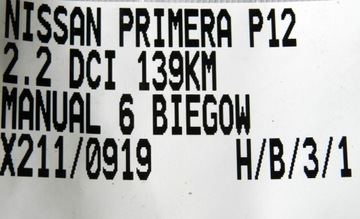 NISSAN PRIMERA P12
2.2 DCI 139KM
MANUAL 6 BIEGOW
X211/0919 H/B/3/1